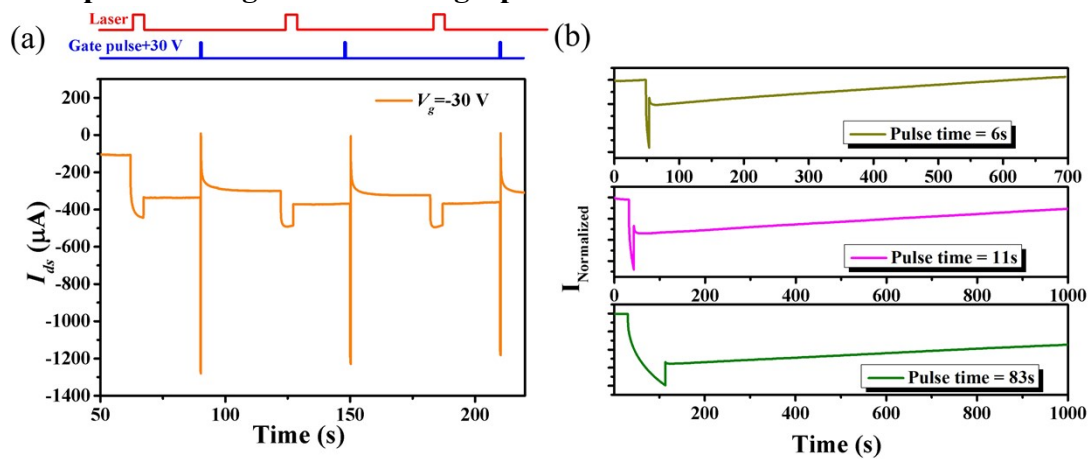 Laser
(a)
Gate pulse+30 V
(b)
200
0
-200
-400
-600
-800
-1000
-1200
-1400
I_ds (μA)
V_g=-30 V
50 100 150 200
Time (s)
I_Normalized
Pulse time = 6s
0 100 200 300 400 500 600 700
Pulse time = 11s
0 200 400 600 800 1000
Pulse time = 83s
200 400 600 800 1000
Time (s)